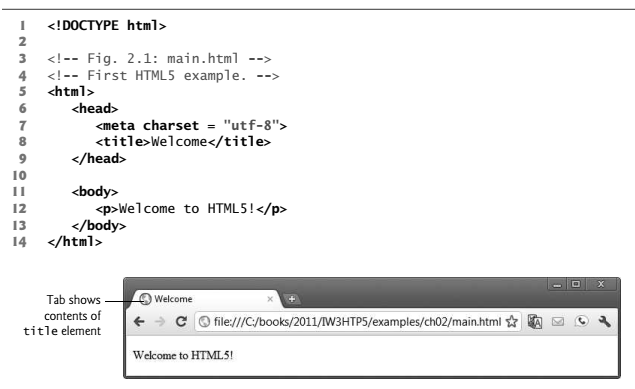 1 <!DOCTYPE html>
2
3 <!-- Fig. 2.1: main.html -->
4 <!-- First HTML5 example. -->
5 <html>
6 <head>
7 <meta charset = "utf-8">
8 <title>Welcome</title>
9 </head>
10
11 <body>
12 <p>Welcome to HTML5!</p>
13 </body>
14 </html>
Tab shows
contents of
title element
Welcome
file:///C:/books/2011/IW3HTP5/examples/ch02/main.html
Welcome to HTML5!